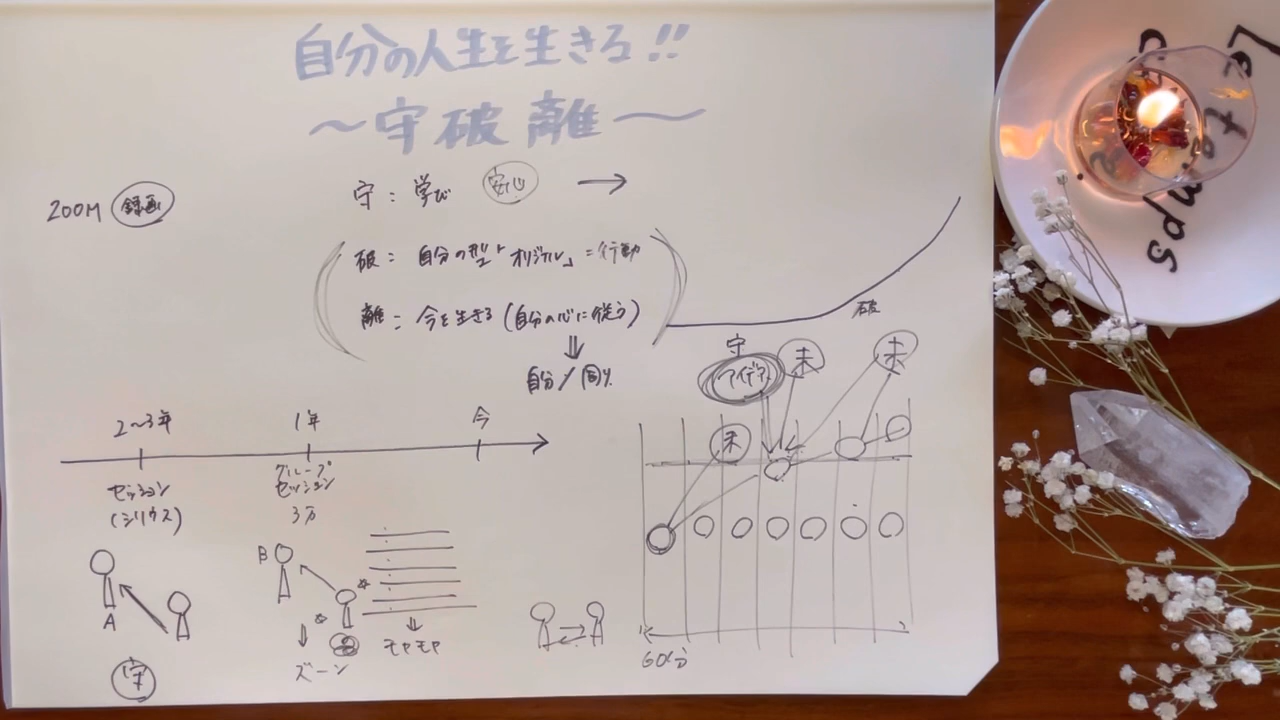 自分の人生を生きる!!
〜守破離〜
ZOOM 録画
守：学び 安心 →
破：自分の型「オリジナル」=行動
離：今を生きる(自分の心に従う)
⇓
自分/周り
破
守
アイデア
未
未
未
2〜3年
1年
今
セッション
(シリウス)
グループ
セッション
3万
A
守
B
ズーン
モヤモヤ
60分
Le temps